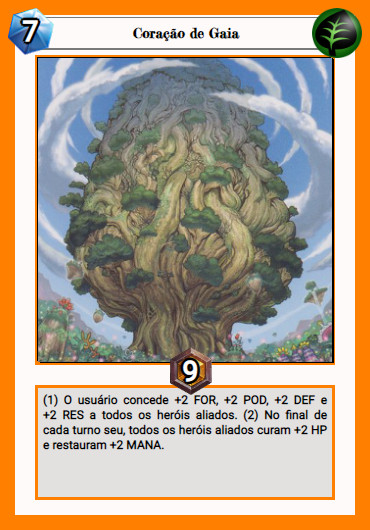 7
Coração de Gaia
9
(1) O usuário concede +2 FOR, +2 POD, +2 DEF e
+2 RES a todos os heróis aliados. (2) No final de
cada turno seu, todos os heróis aliados curam +2 HP
e restauram +2 MANA.